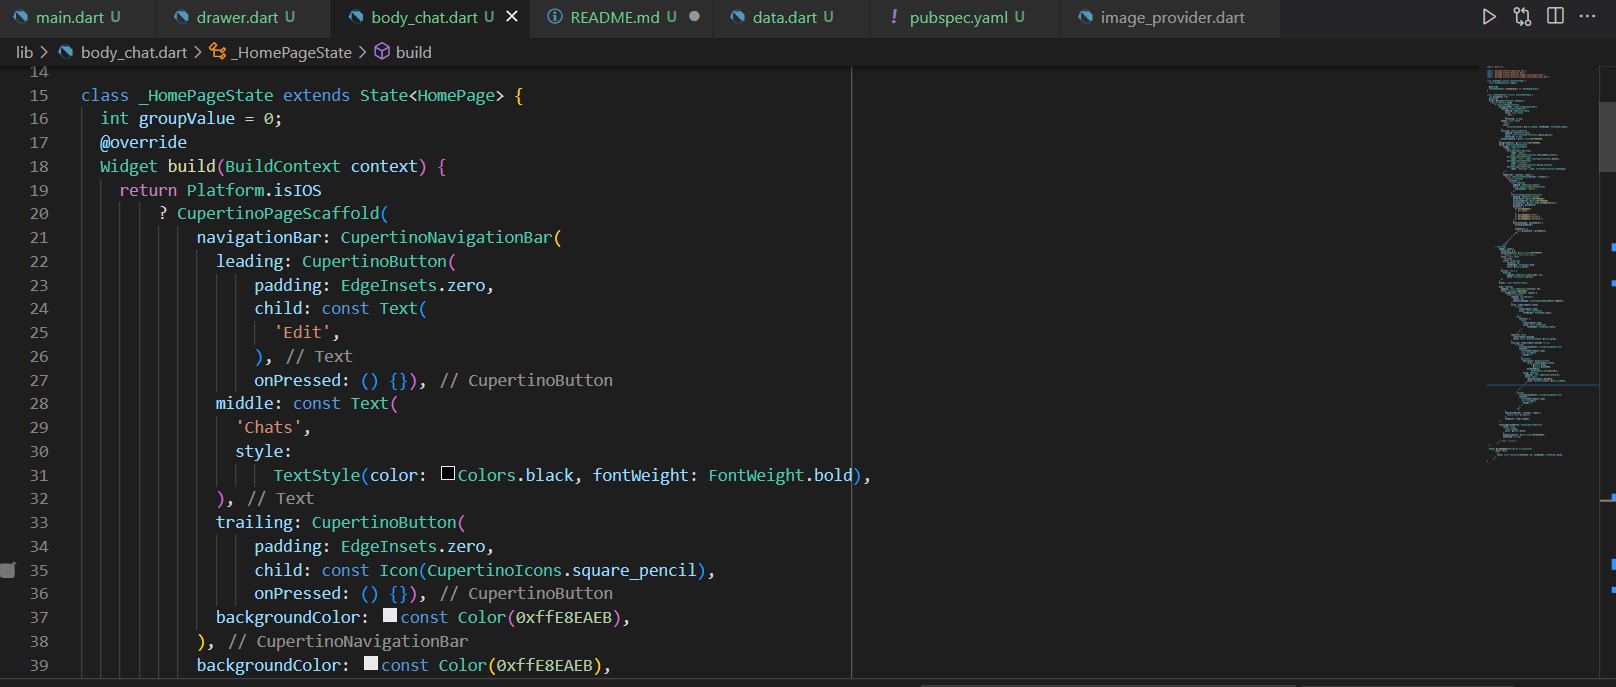 main.dart U drawer.dart U body_chat.dart U README.md U data.dart U ! pubspec.yaml U image_provider.dart
lib > body_chat.dart > _HomePageState > build
14
15 class _HomePageState extends State<HomePage> {
16 int groupValue = 0;
17 @override
18 Widget build(BuildContext context) {
19 return Platform.isIOS
20 ? CupertinoPageScaffold(
21 navigationBar: CupertinoNavigationBar(
22 leading: CupertinoButton(
23 padding: EdgeInsets.zero,
24 child: const Text(
25 'Edit',
26 ), // Text
27 onPressed: () {}), // CupertinoButton
28 middle: const Text(
29 'Chats',
30 style:
31 TextStyle(color: Colors.black, fontWeight: FontWeight.bold),
32 ), // Text
33 trailing: CupertinoButton(
34 padding: EdgeInsets.zero,
35 child: const Icon(CupertinoIcons.square_pencil),
36 onPressed: () {}), // CupertinoButton
37 backgroundColor: const Color(0xffE8EAEB),
38 ), // CupertinoNavigationBar
39 backgroundColor: const Color(0xffE8EAEB),